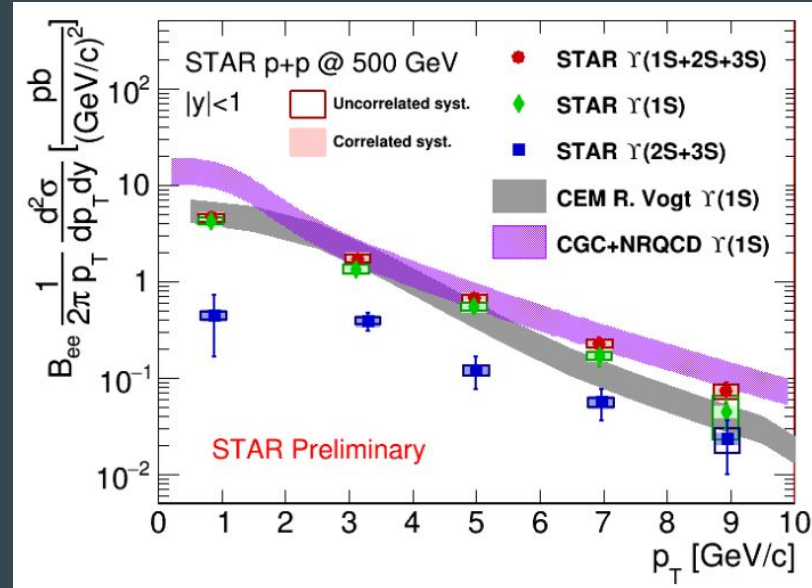 STAR p+p @ 500 GeV
|y|<1
Uncorrelated syst.
Correlated syst.
STAR ϒ(1S+2S+3S)
STAR ϒ(1S)
STAR ϒ(2S+3S)
CEM R. Vogt ϒ(1S)
CGC+NRQCD ϒ(1S)
STAR Preliminary
B_ee 1/2π d²σ/p_T dp_T dy [pb/(GeV/c)²]
10²
10
1
10⁻¹
10⁻²
0 1 2 3 4 5 6 7 8 9 10
p_T [GeV/c]